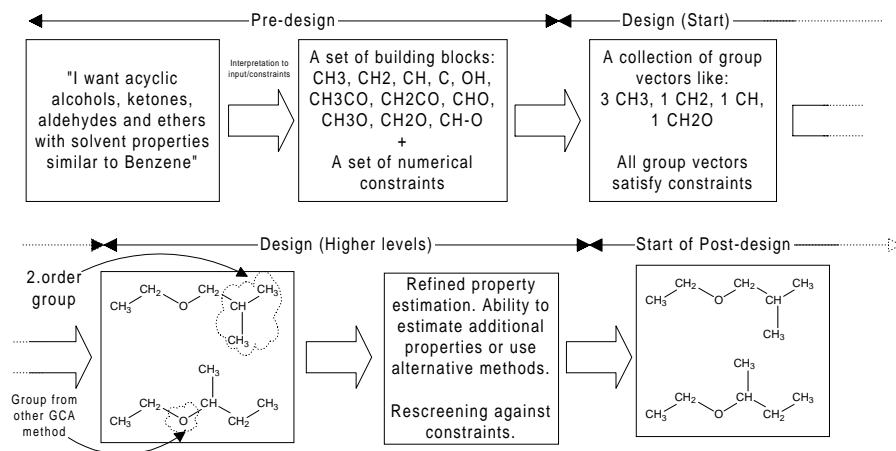 Pre-design
Design (Start)
"I want acyclic
alcohols, ketones,
aldehydes and ethers
with solvent properties
similar to Benzene"
Interpretation to
input/constraints
A set of building blocks:
CH3, CH2, CH, C, OH,
CH3CO, CH2CO, CHO,
CH3O, CH2O, CH-O
+
A set of numerical
constraints
A collection of group
vectors like:
3 CH3, 1 CH2, 1 CH,
1 CH2O
All group vectors
satisfy constraints
Design (Higher levels)
Start of Post-design
2.order
group
Group from
other GCA
method
CH₃ CH₂ O CH₂ CH CH₃
CH₃
CH₃
CH₃ CH₂ O CH CH₂ CH₃
Refined property
estimation. Ability to
estimate additional
properties or use
alternative methods.
Rescreening against
constraints.
CH₃ CH₂ O CH₂ CH CH₃
CH₃
CH₃
CH₃ CH₂ O CH CH₂ CH₃